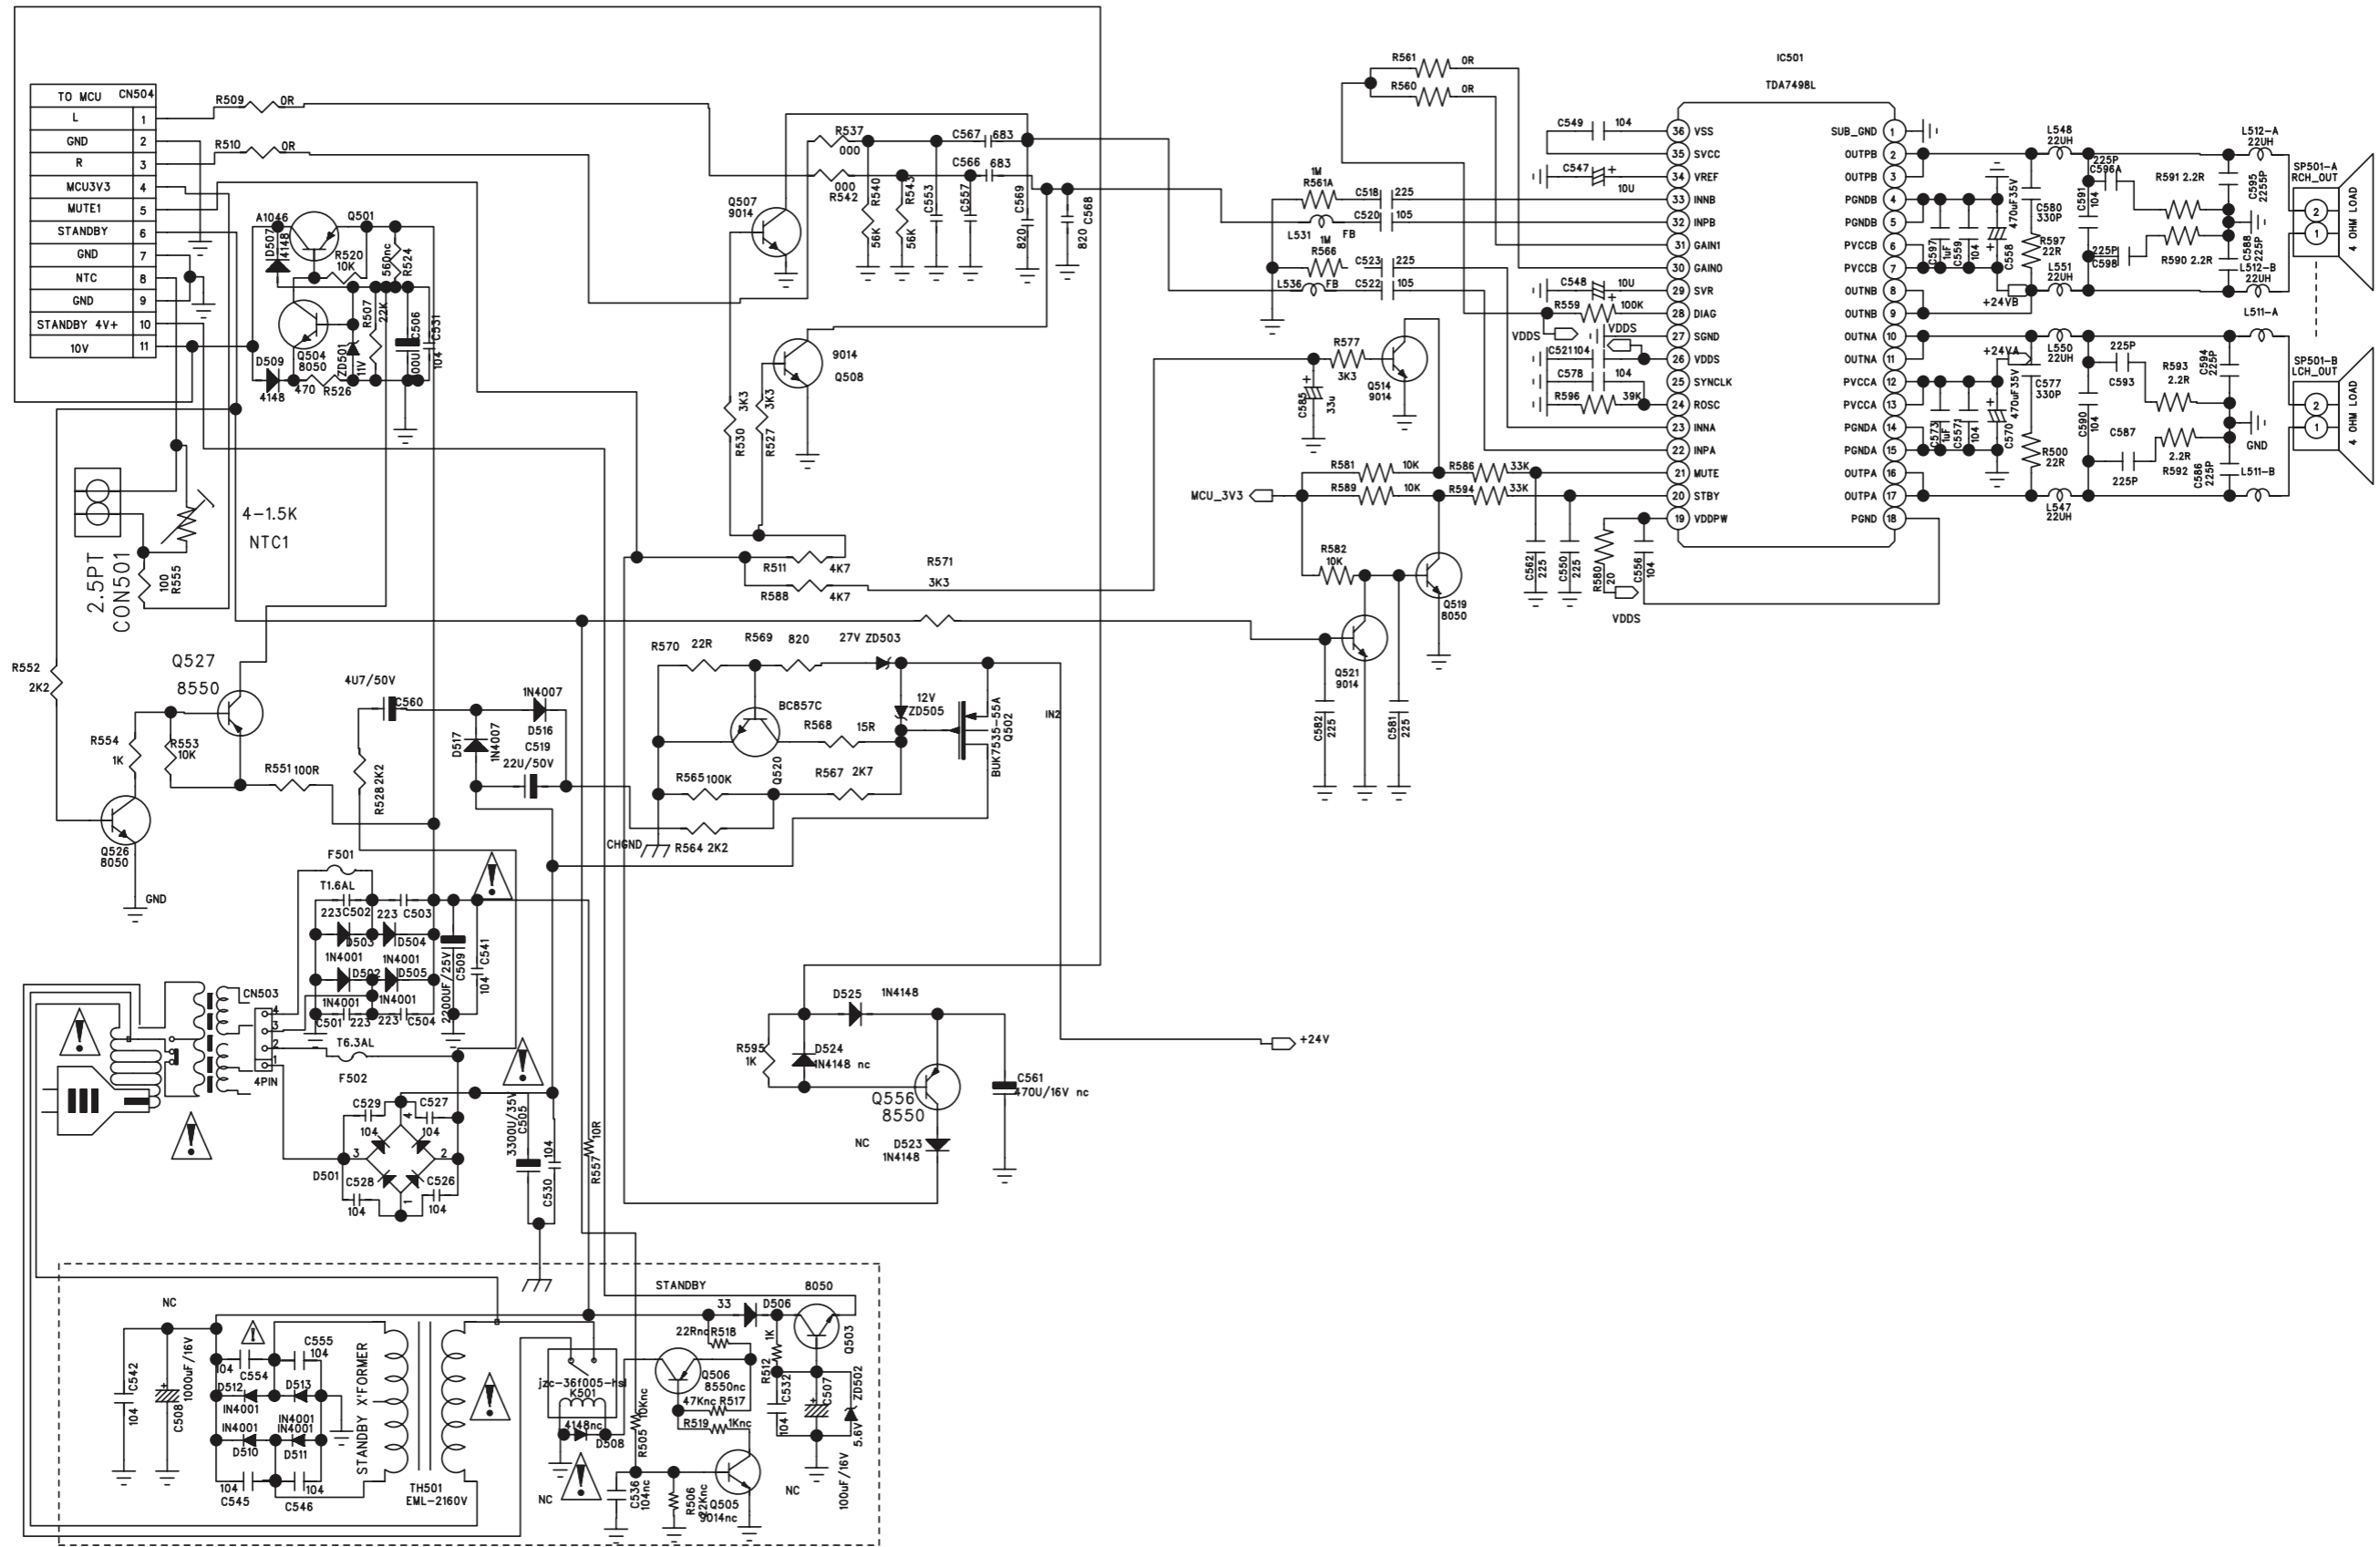 TO MCU CN504
L 1
GND 2
R 3
MCU3V3 4
MUTE1 5
STANDBY 6
GND 7
NTC 8
GND 9
STANDBY 4V+ 10
10V 11
R509 0R
R510 0R
A1046
Q501
D507
4148
R520
10K
560nc
R524
R507
22K
C506
C531
104
Q504
8050
ZD501
11V
D509
4148
470
R526
4-1.5K
NTC1
2.5PT
CON501
100
R555
Q507
9014
R537
000
000
R542
R540
56K
56K
C567 683
C566 683
C553
C557
C569
820
C568
820
9014
Q508
3K3
R530
3K3
R527
R511
4K7
R588
4K7
R571
3K3
R561 0R
R560 0R
1M
R561A
C518 225
C520 105
L531 FB
1M
R566
C523 225
L536 FB
C522 105
C549 104
C547
10U
C548 10U
R559 100K
VDDS
VDDS
C521 104
C578 104
R596 39K
R577
3K3
Q514
9014
C585
33u
R581 10K
R586 33K
MCU_3V3
R589 10K
R594 33K
R582
10K
Q519
8050
Q521
9014
C582
225
C581
225
C562
225
C550
225
R580
20
C556
104
VDDS
IC501
TDA7498L
36 VSS
35 SVCC
34 VREF
33 INNB
32 INPB
31 GAIN1
30 GAIN0
29 SVR
28 DIAG
27 SGND
26 VDDS
25 SYNCLK
24 ROSC
23 INNA
22 INPA
21 MUTE
20 STBY
19 VDDPW
SUB_GND 1
OUTPB 2
OUTPB 3
PGNDB 4
PGNDB 5
PVCCB 6
PVCCB 7
OUTNB 8
OUTNB 9
OUTNA 10
OUTNA 11
PVCCA 12
PVCCA 13
PGNDA 14
PGNDA 15
OUTPA 16
OUTPA 17
PGND 18
C597
1uF
C559
104
470uF35V
C558
C580
330P
R597
22R
+24VB
L548
22UH
L551
22UH
C591
104
225P
C596A
225P
C598
R591 2.2R
R590 2.2R
C595
2255P
C588
225P
L512-A
22UH
L512-B
22UH
SP501-A
RCH_OUT
2
1
4 OHM LOAD
L511-A
+24VA
L550
22UH
C573
1uF
C5571
104
470uF35V
C570
C577
330P
R500
22R
L547
22UH
C590
104
225P
C593
C587
225P
R593
2.2R
2.2R
R592
C594
225P
C586
225P
GND
L511-B
SP501-B
LCH_OUT
2
1
4 OHM LOAD
R552
2K2
Q527
8550
R554
1K
R553
10K
R551 100R
Q526
8050
GND
4U7/50V
C560
R528 2K2
1N4007
D516
D517
1N4007
C519
22U/50V
R570 22R
R569 820
27V ZD503
BC857C
Q520
R568 15R
12V
ZD505
BUK7535-55A
Q502
IN2
R565 100K
R567 2K7
CHGND
R564 2K2
+24V
F501
T1.6AL
223 C502
223 C503
D503
D504
1N4001
1N4001
D502
D505
1N4001
1N4001
C501 223
223 C504
2200UF/25V
C509
C541
104
CN503
4
3
2
1
4PIN
T6.3AL
F502
C529
104
C527
104
4
3
2
1
D501
C528
104
C526
104
3300U/35V
C505
104
C530
10R
R557
D525 1N4148
R595
1K
D524
1N4148 nc
Q556
8550
C561
470U/16V nc
NC D523
1N4148
NC
C542
104
1000uF/16V
C508
C555
104
104
C554
D512
D513
IN4001
IN4001
IN4001
D510
D511
104
C545
104
C546
STANDBY X'FORMER
TH501
EML-2160V
jzc-36f005-hsl
K501
4148nc
D508
NC
C536
104nc
10Knc
R505
R506
22Knc
Q505
9014nc
STANDBY
22Rnc R518
Q506
8550nc
47Knc R517
R519 1Knc
33
D506
8050
Q503
1K
R512
C532
104
C507
ZD502
5.6V
100uF/16V
NC